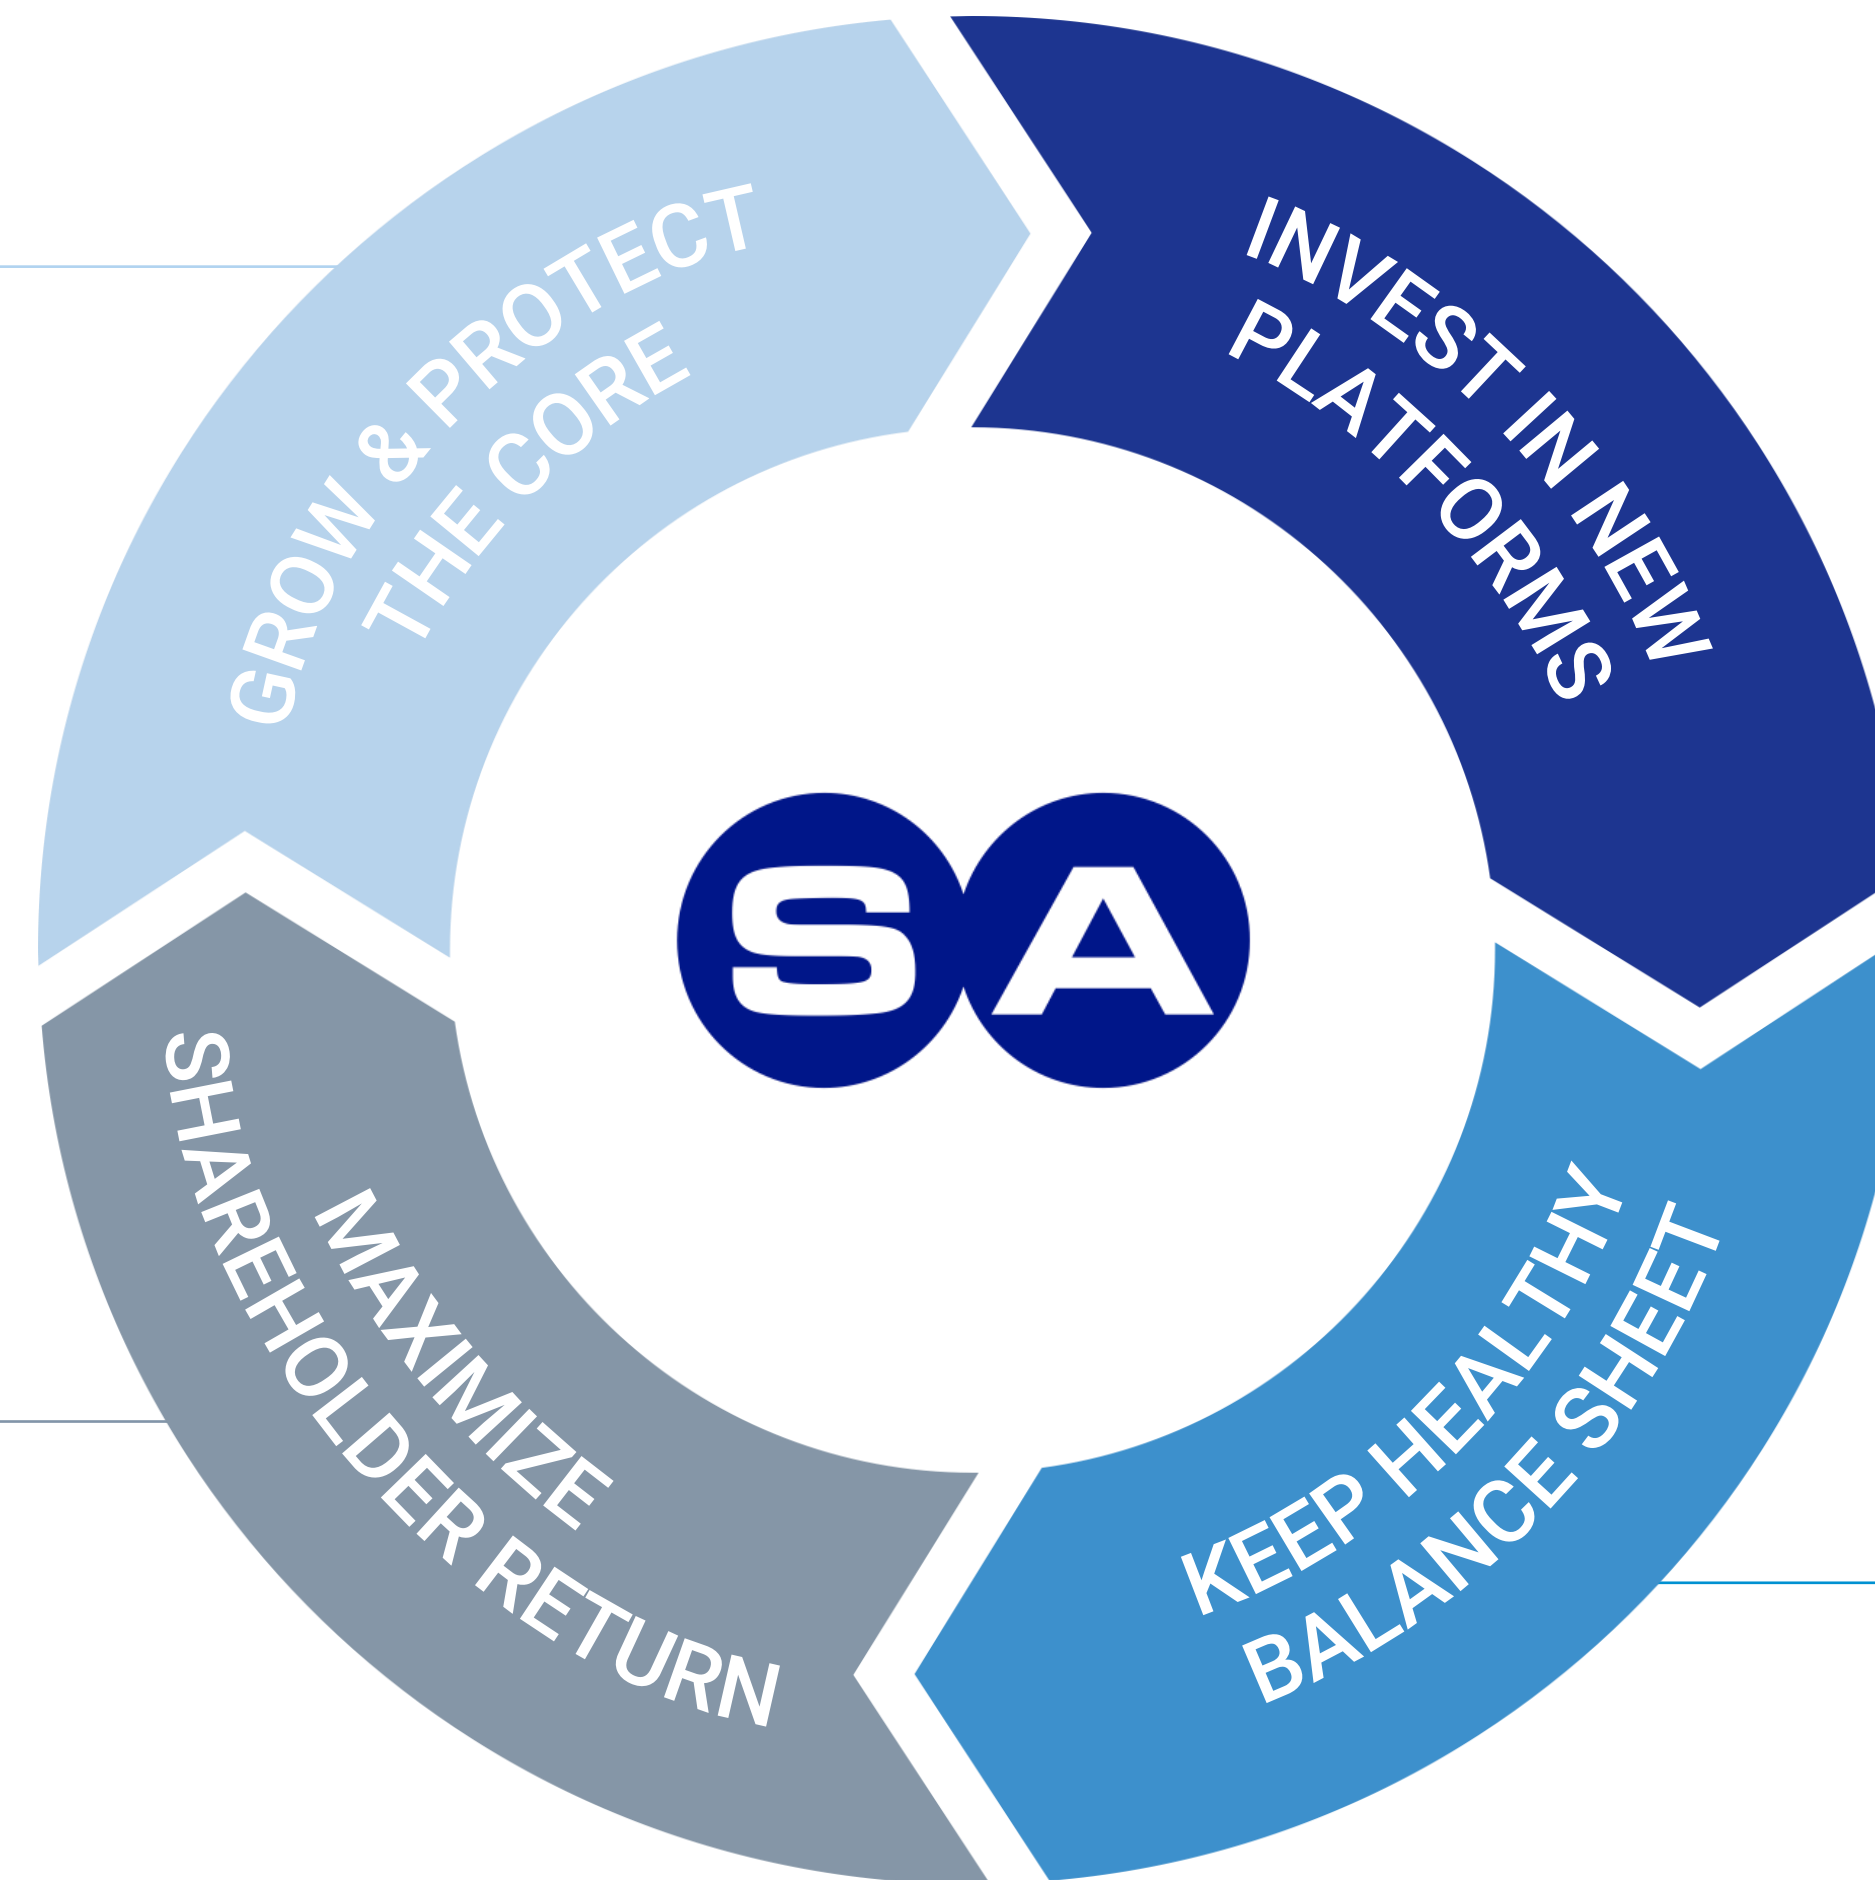 GROW & PROTECT
THE CORE
INVEST IN NEW
PLATFORMS
SA
KEEP HEALTHY
BALANCE SHEET
MAXIMIZE
SHAREHOLDER RETURN